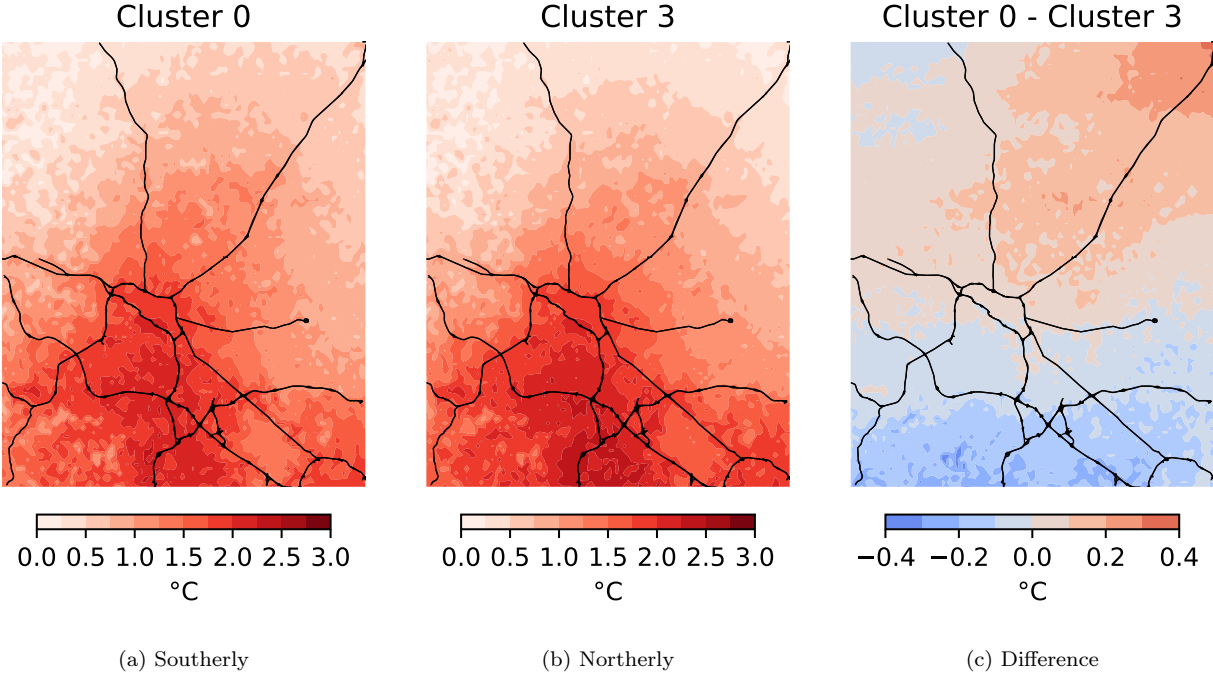 Cluster 0
Cluster 3
Cluster 0 - Cluster 3
0.0 0.5 1.0 1.5 2.0 2.5 3.0
°C
0.0 0.5 1.0 1.5 2.0 2.5 3.0
°C
−0.4 −0.2 0.0 0.2 0.4
°C
(a) Southerly
(b) Northerly
(c) Difference